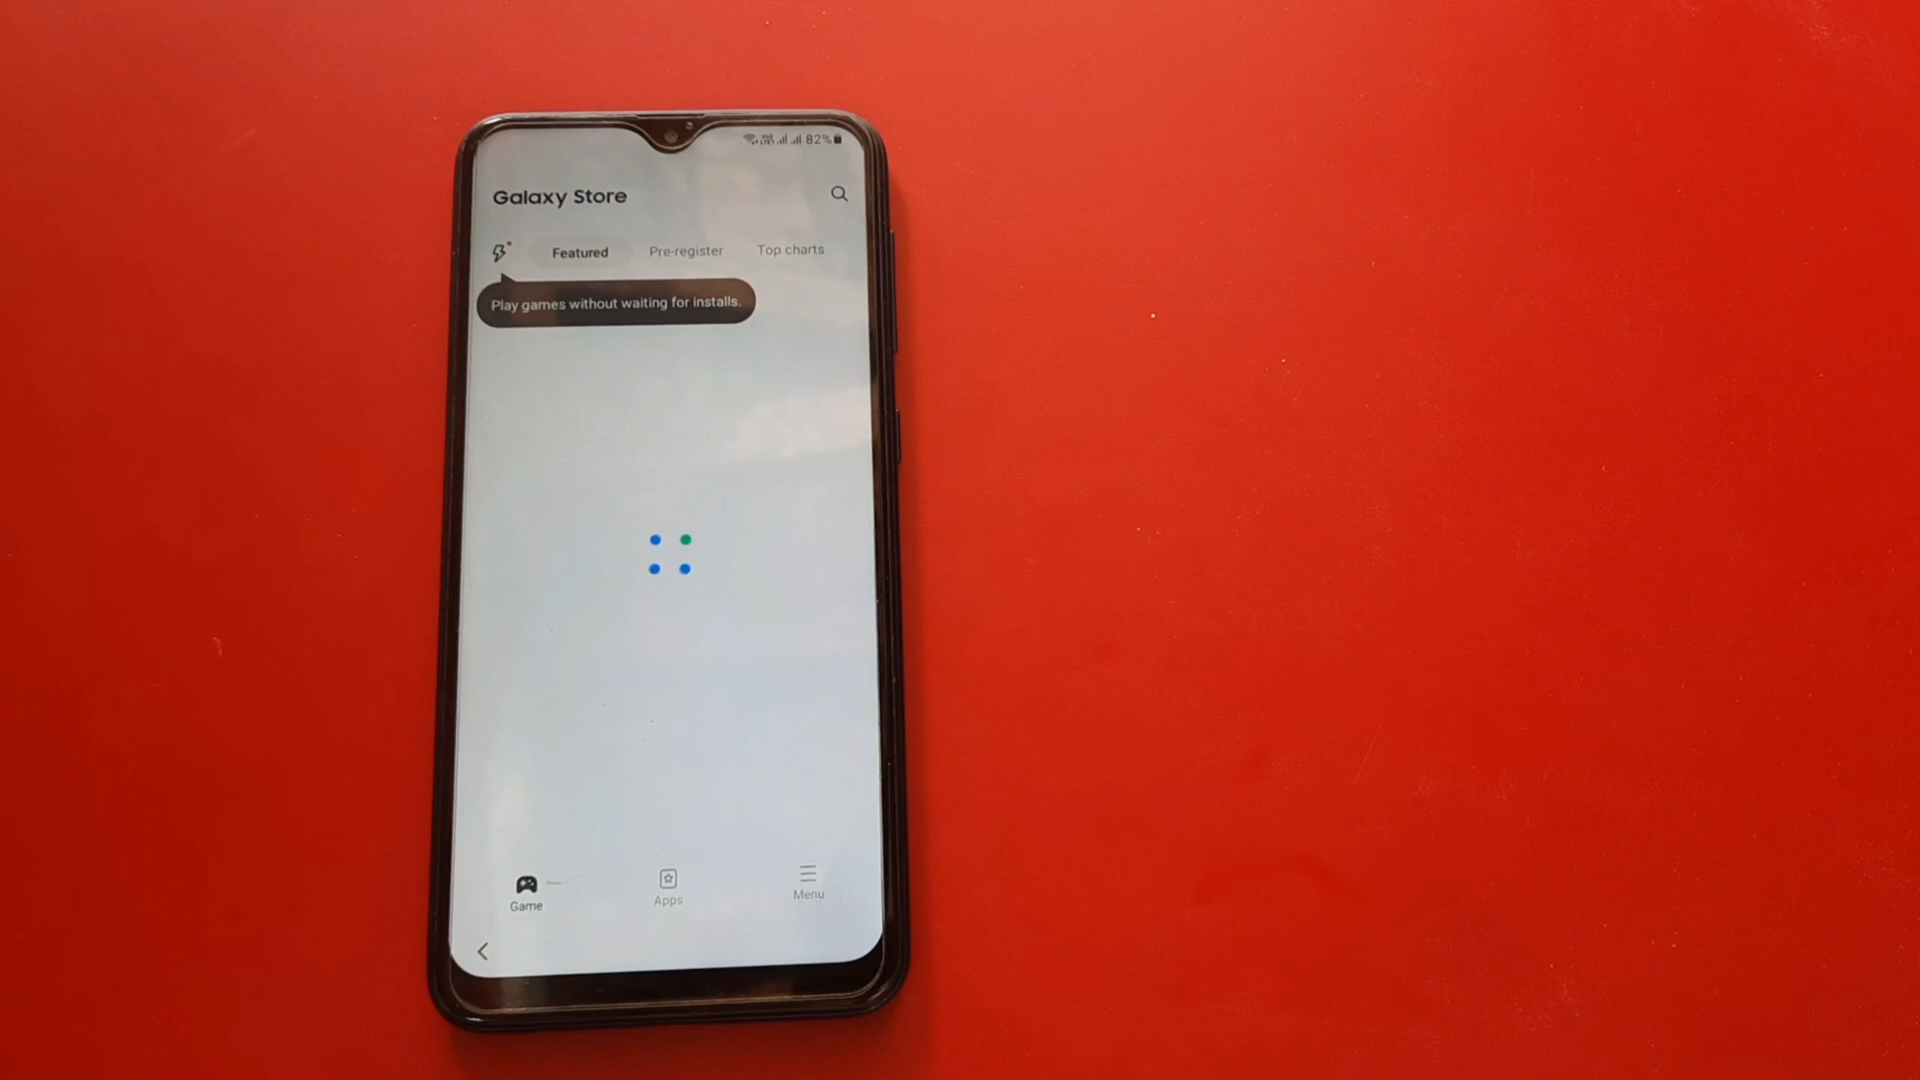 82%
Galaxy Store
Featured
Pre-register
Top charts
Play games without waiting for installs.
Game
Apps
Menu